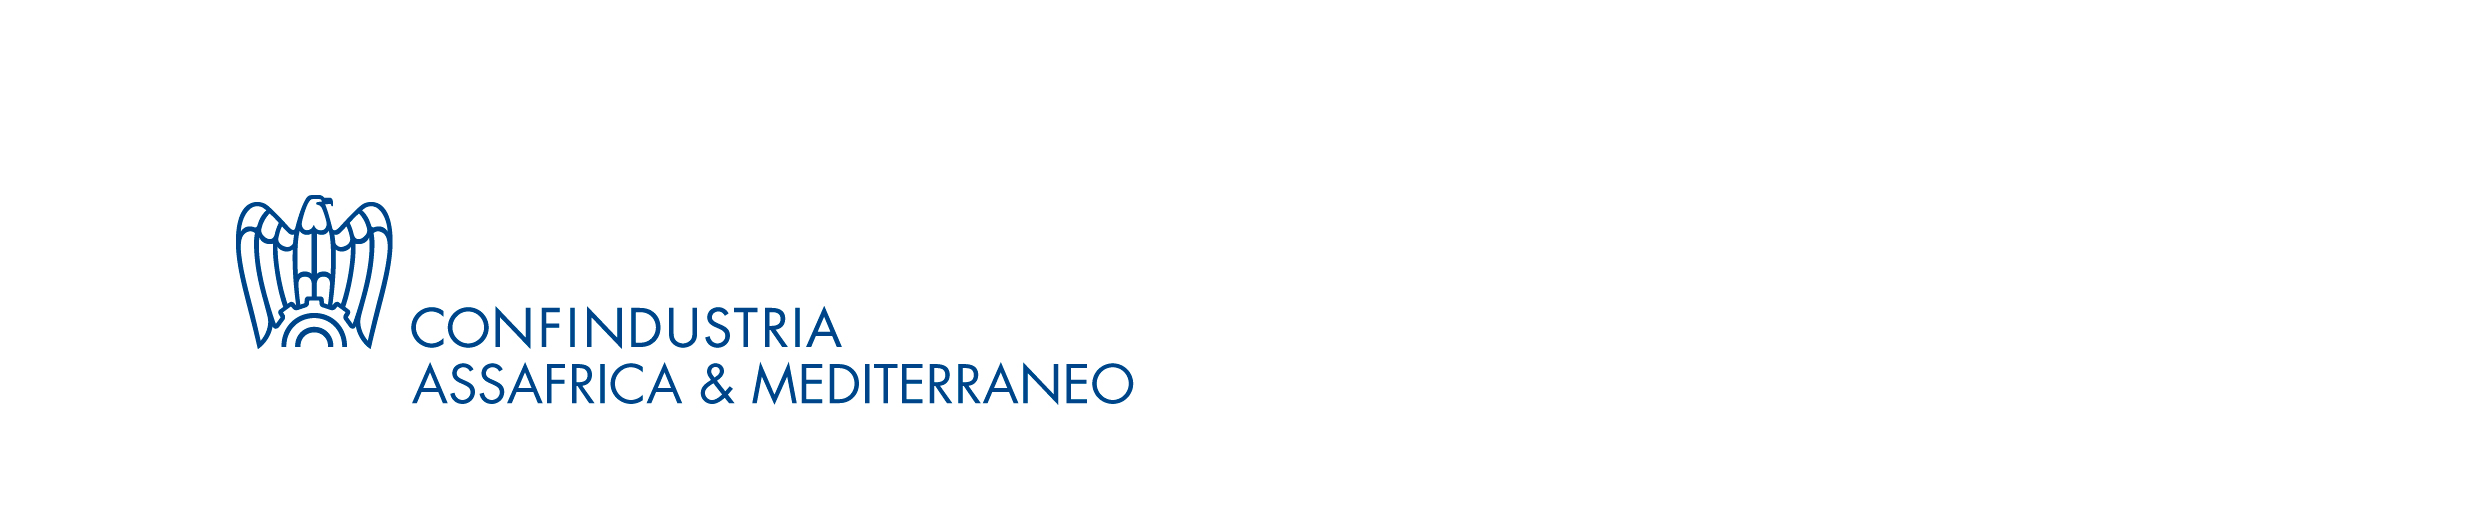 CONFINDUSTRIA
ASSAFRICA & MEDITERRANEO